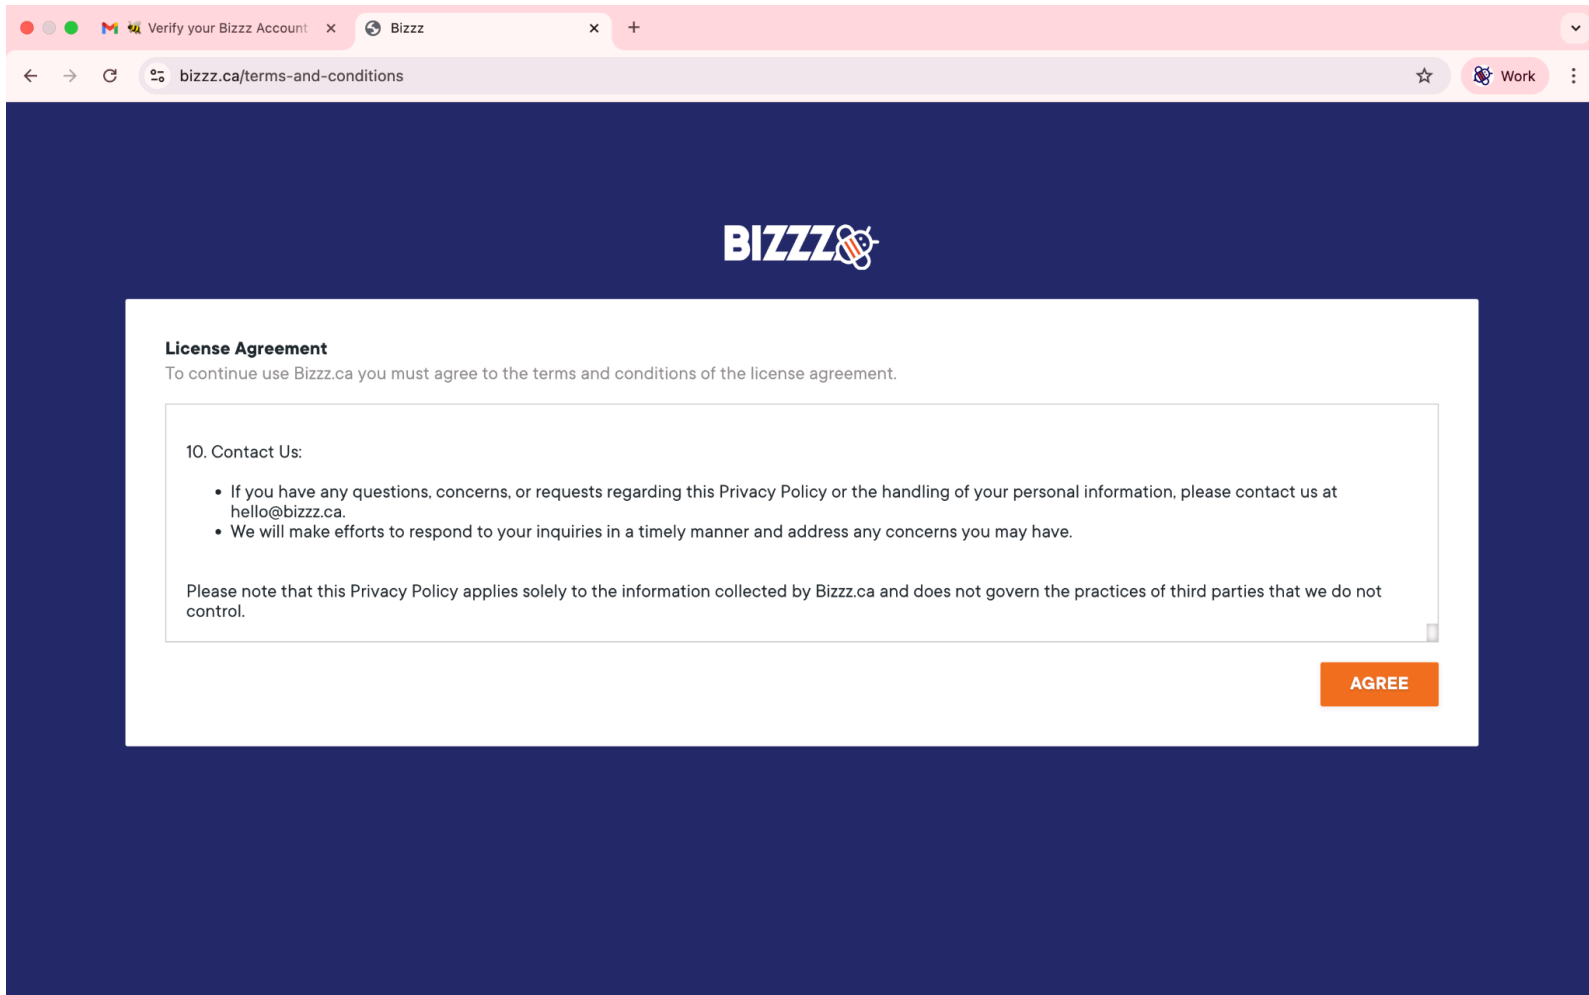 Verify your Bizzz Account
Bizzz
bizzz.ca/terms-and-conditions
Work
BIZZZ
License Agreement
To continue use Bizzz.ca you must agree to the terms and conditions of the license agreement.
10. Contact Us:
• If you have any questions, concerns, or requests regarding this Privacy Policy or the handling of your personal information, please contact us at
hello@bizzz.ca.
• We will make efforts to respond to your inquiries in a timely manner and address any concerns you may have.
Please note that this Privacy Policy applies solely to the information collected by Bizzz.ca and does not govern the practices of third parties that we do not
control.
AGREE